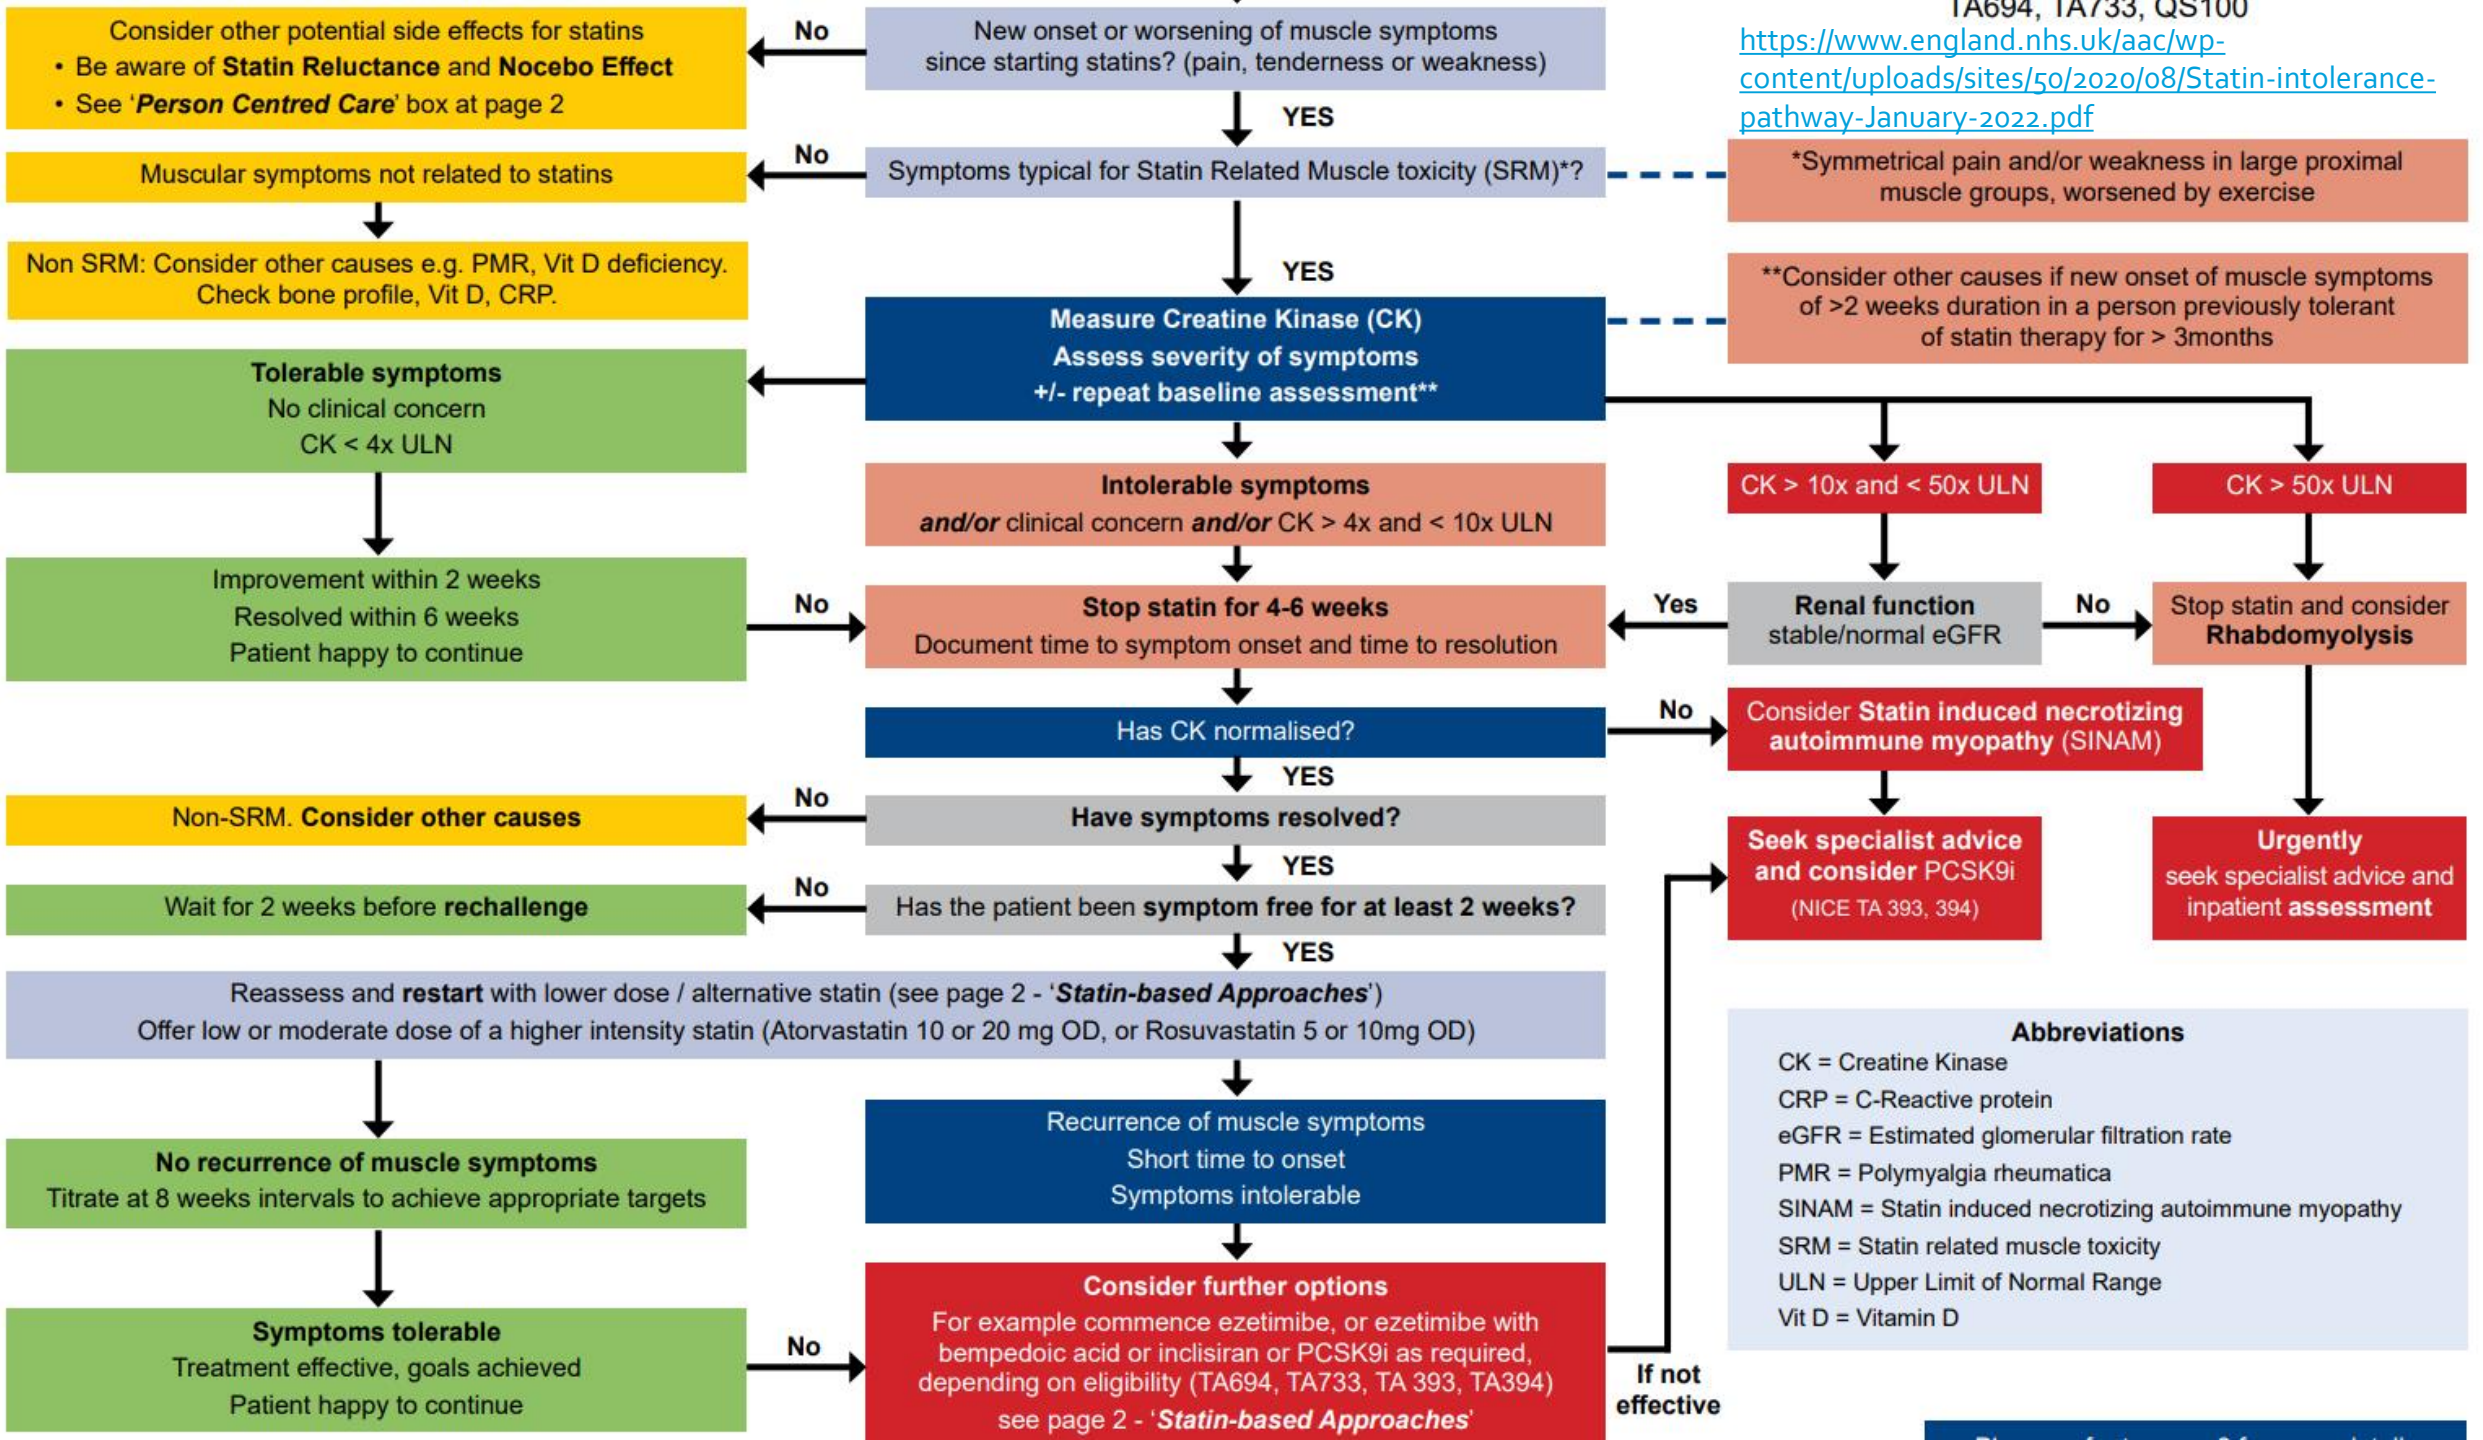 TA694, TA733, QS100
https://www.england.nhs.uk/aac/wp-
content/uploads/sites/50/2020/08/Statin-intolerance-
pathway-January-2022.pdf
Consider other potential side effects for statins
• Be aware of Statin Reluctance and Nocebo Effect
• See ‘Person Centred Care’ box at page 2
No
New onset or worsening of muscle symptoms
since starting statins? (pain, tenderness or weakness)
YES
Muscular symptoms not related to statins
No
Symptoms typical for Statin Related Muscle toxicity (SRM)*?
*Symmetrical pain and/or weakness in large proximal
muscle groups, worsened by exercise
Non SRM: Consider other causes e.g. PMR, Vit D deficiency.
Check bone profile, Vit D, CRP.
YES
Measure Creatine Kinase (CK)
Assess severity of symptoms
+/- repeat baseline assessment**
**Consider other causes if new onset of muscle symptoms
of >2 weeks duration in a person previously tolerant
of statin therapy for > 3months
Tolerable symptoms
No clinical concern
CK < 4x ULN
Intolerable symptoms
and/or clinical concern and/or CK > 4x and < 10x ULN
CK > 10x and < 50x ULN
CK > 50x ULN
Improvement within 2 weeks
Resolved within 6 weeks
Patient happy to continue
No
Stop statin for 4-6 weeks
Document time to symptom onset and time to resolution
Yes
Renal function
stable/normal eGFR
No
Stop statin and consider
Rhabdomyolysis
Has CK normalised?
No
Consider Statin induced necrotizing
autoimmune myopathy (SINAM)
YES
Non-SRM. Consider other causes
No
Have symptoms resolved?
Seek specialist advice
and consider PCSK9i
(NICE TA 393, 394)
Urgently
seek specialist advice and
inpatient assessment
YES
Wait for 2 weeks before rechallenge
No
Has the patient been symptom free for at least 2 weeks?
YES
Reassess and restart with lower dose / alternative statin (see page 2 - ‘Statin-based Approaches’)
Offer low or moderate dose of a higher intensity statin (Atorvastatin 10 or 20 mg OD, or Rosuvastatin 5 or 10mg OD)
No recurrence of muscle symptoms
Titrate at 8 weeks intervals to achieve appropriate targets
Recurrence of muscle symptoms
Short time to onset
Symptoms intolerable
Symptoms tolerable
Treatment effective, goals achieved
Patient happy to continue
No
Consider further options
For example commence ezetimibe, or ezetimibe with
bempedoic acid or inclisiran or PCSK9i as required,
depending on eligibility (TA694, TA733, TA 393, TA394)
see page 2 - ‘Statin-based Approaches’
If not
effective
Abbreviations
CK = Creatine Kinase
CRP = C-Reactive protein
eGFR = Estimated glomerular filtration rate
PMR = Polymyalgia rheumatica
SINAM = Statin induced necrotizing autoimmune myopathy
SRM = Statin related muscle toxicity
ULN = Upper Limit of Normal Range
Vit D = Vitamin D